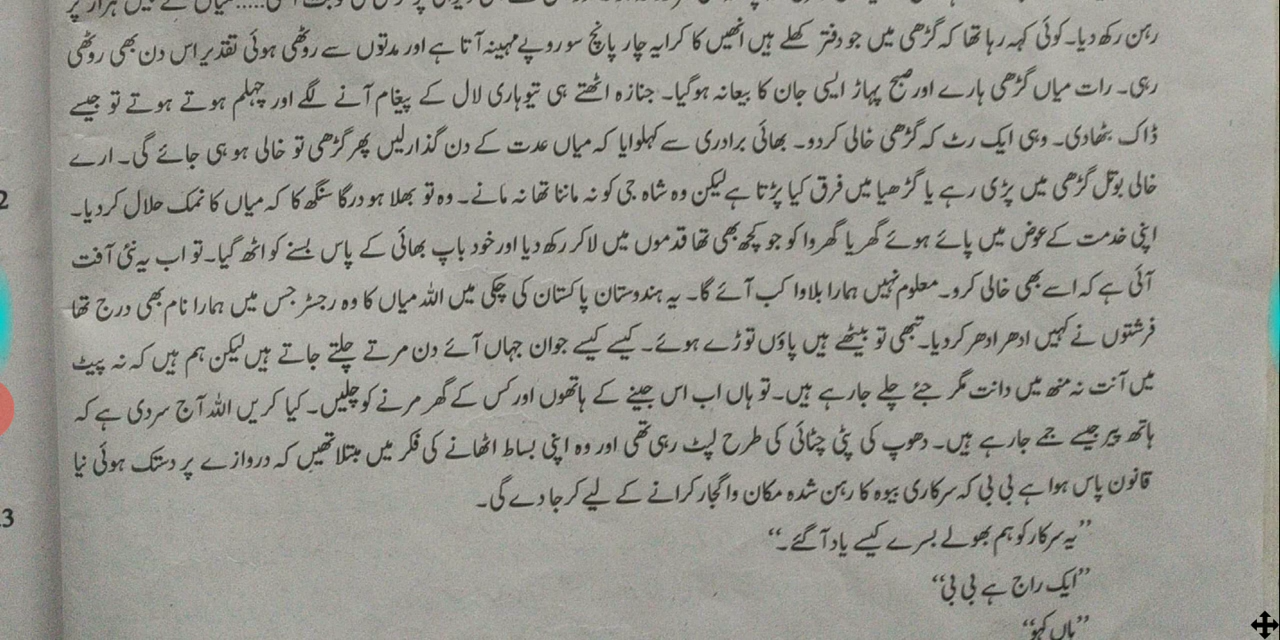 رہن رکھ دیا۔ کوئی کہہ رہا تھا کہ گڑھی میں جو دفتر کھلے ہیں انھیں کا کرایہ چار پانچ سو روپے مہینہ آتا ہے اور مدتوں سے روٹھی ہوئی تقدیر اس دن بھی روٹھی
رہی۔ رات میاں گڑھی ہارے اور صبح پہاڑ ایسی جان کا بیعانہ ہوگیا۔ جنازہ اٹھتے ہی تیوہاری لال کے پیغام آنے لگے اور چہلم ہوتے ہوتے تو جیسے
ڈاک بٹھادی۔ وہی ایک رٹ کہ گڑھی خالی کردو۔ بھائی برادری سے کہلوایا کہ میاں عدت کے دن گذار لیں پھر گڑھی تو خالی ہو ہی جائے گی۔ ارے
خالی بوتل گڑھی میں پڑی رہے یا گڑھیا میں فرق کیا پڑتا ہے لیکن وہ شاہ جی کو نہ ماننا تھا نہ مانے۔ وہ تو بھلا ہو درگا سنگھ کا کہ میاں کا نمک حلال کردیا۔
اپنی خدمت کے عوض میں پائے ہوئے گھر یا گھروا کو جو کچھ بھی تھا قدموں میں لاکر رکھ دیا اور خود باپ بھائی کے پاس بسنے کو اٹھ گیا۔ تو اب یہ نئی آفت
آئی ہے کہ اسے بھی خالی کرو۔ معلوم نہیں ہمارا بلاوا کب آئے گا۔ یہ ہندوستان پاکستان کی چکی میں اللہ میاں کا وہ رجسٹر جس میں ہمارا نام بھی درج تھا
فرشتوں نے کہیں ادھر ادھر کردیا۔ تبھی تو بیٹھے ہیں پاؤں توڑے ہوئے۔ کیسے کیسے جوان جہاں آئے دن مرتے چلتے جاتے ہیں لیکن ہم ہیں کہ نہ پیٹ
میں آنت نہ منھ میں دانت مگر جئے چلے جارہے ہیں۔ تو ہاں اب اس جینے کے ہاتھوں اور کس کے گھر مرنے کو چلیں۔ کیا کریں اللہ آج سردی ہے کہ
ہاتھ پیر جیسے جمے جارہے ہیں۔ دھوپ کی پٹی چٹائی کی طرح لپٹ رہی تھی اور وہ اپنی بساط اٹھانے کی فکر میں مبتلا تھیں کہ دروازے پر دستک ہوئی نیا
قانون پاس ہوا ہے بی بی کہ سرکاری بیوہ کا رہن شدہ مکان واگجار کرانے کے لیے کرجا دے گی۔
”یہ سرکار کو ہم بھولے بسرے کیسے یاد آگئے۔“
”ایک راج ہے بی بی“
”ہاں کہو“
2
3